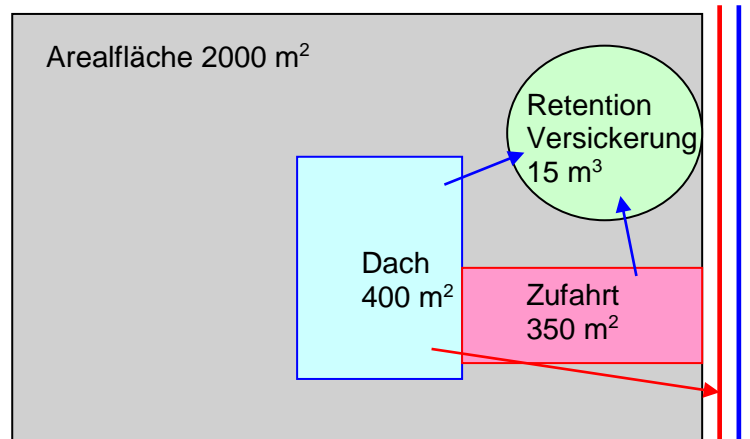 Arealfläche 2000 m²
Retention
Versickerung
15 m³
Dach
400 m²
Zufahrt
350 m²